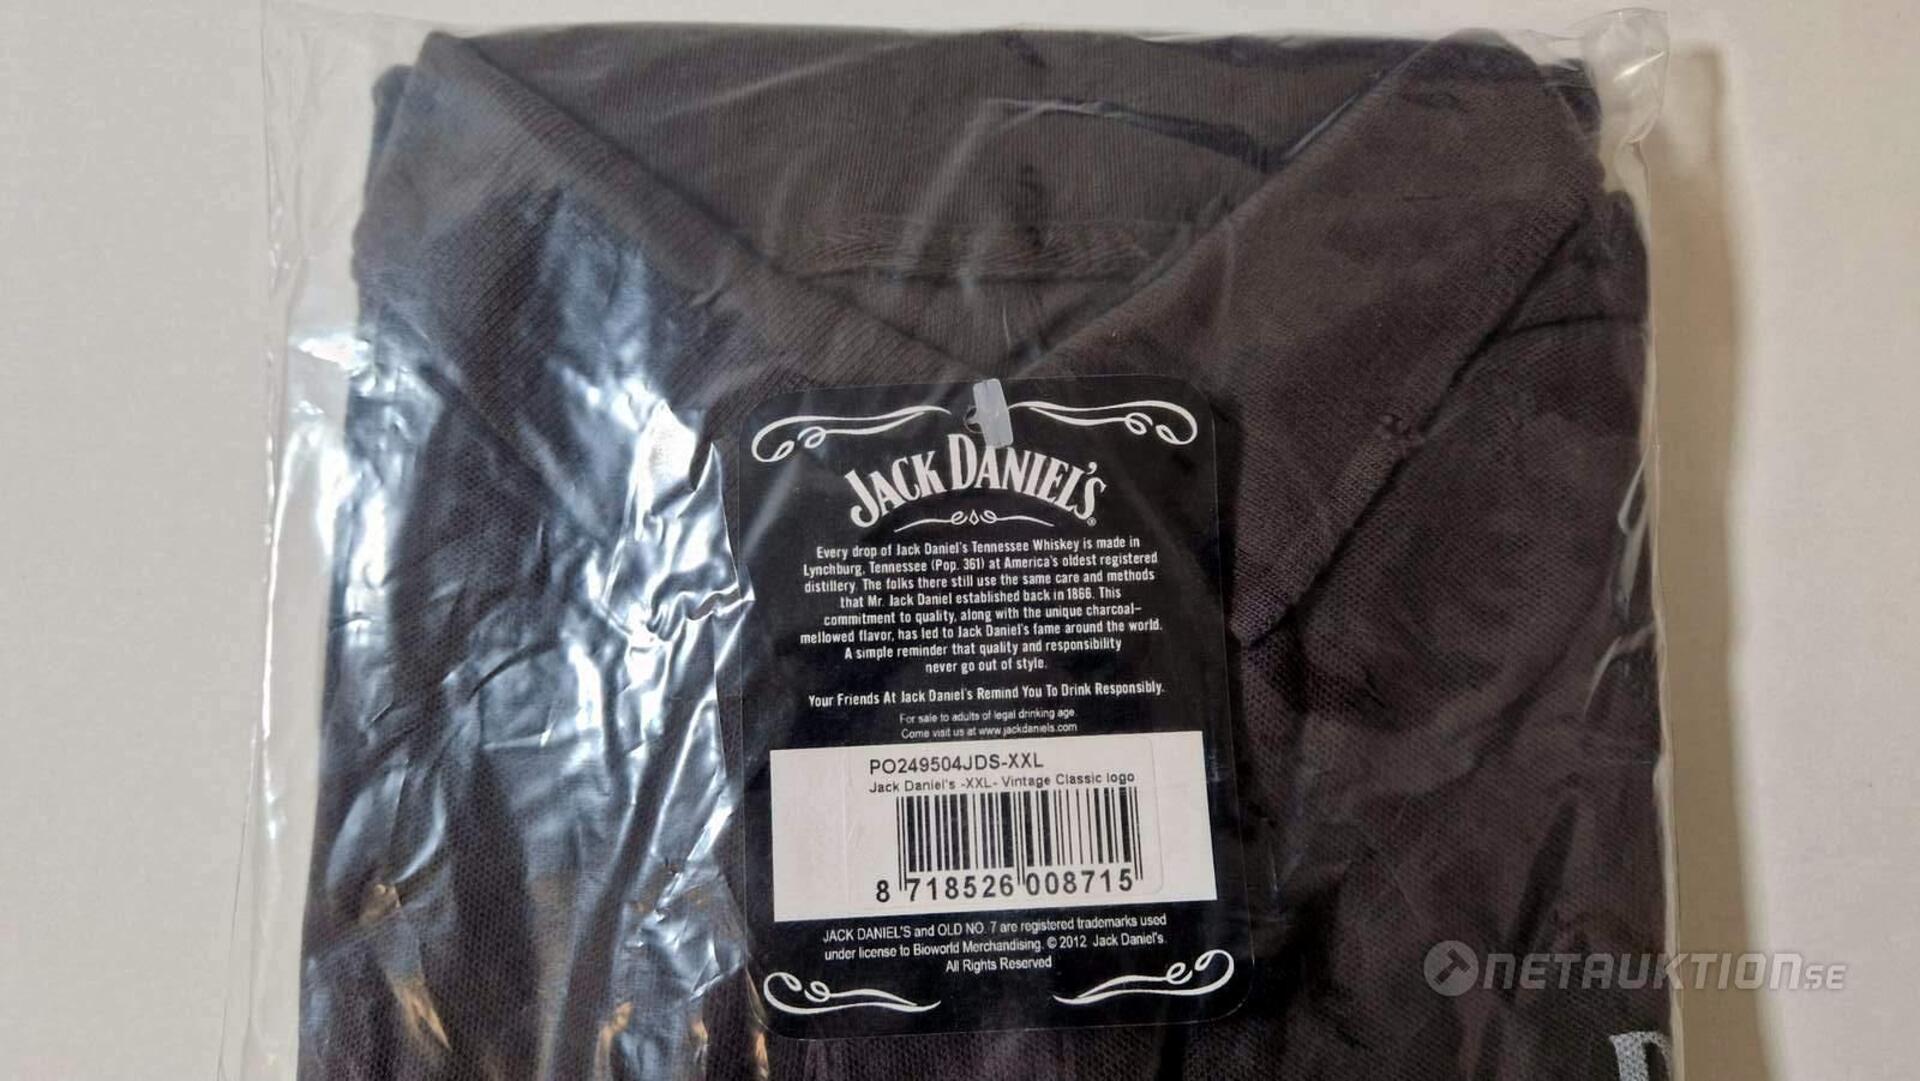 JACK DANIEL'S®
Every drop of Jack Daniel's Tennessee Whiskey is made in
Lynchburg, Tennessee (Pop. 361) at America's oldest registered
distillery. The folks there still use the same care and methods
that Mr. Jack Daniel established back in 1866. This
commitment to quality, along with the unique charcoal–
mellowed flavor, has led to Jack Daniel's fame around the world.
A simple reminder that quality and responsibility
never go out of style.
Your Friends At Jack Daniel's Remind You To Drink Responsibly.
For sale to adults of legal drinking age.
Come visit us at www.jackdaniels.com
PO249504JDS-XXL
Jack Daniel's -XXL- Vintage Classic logo
8 718526 008715
JACK DANIEL'S and OLD NO. 7 are registered trademarks used
under license to Bioworld Merchandising. © 2012 Jack Daniel's.
All Rights Reserved
NETAUKTION.SE